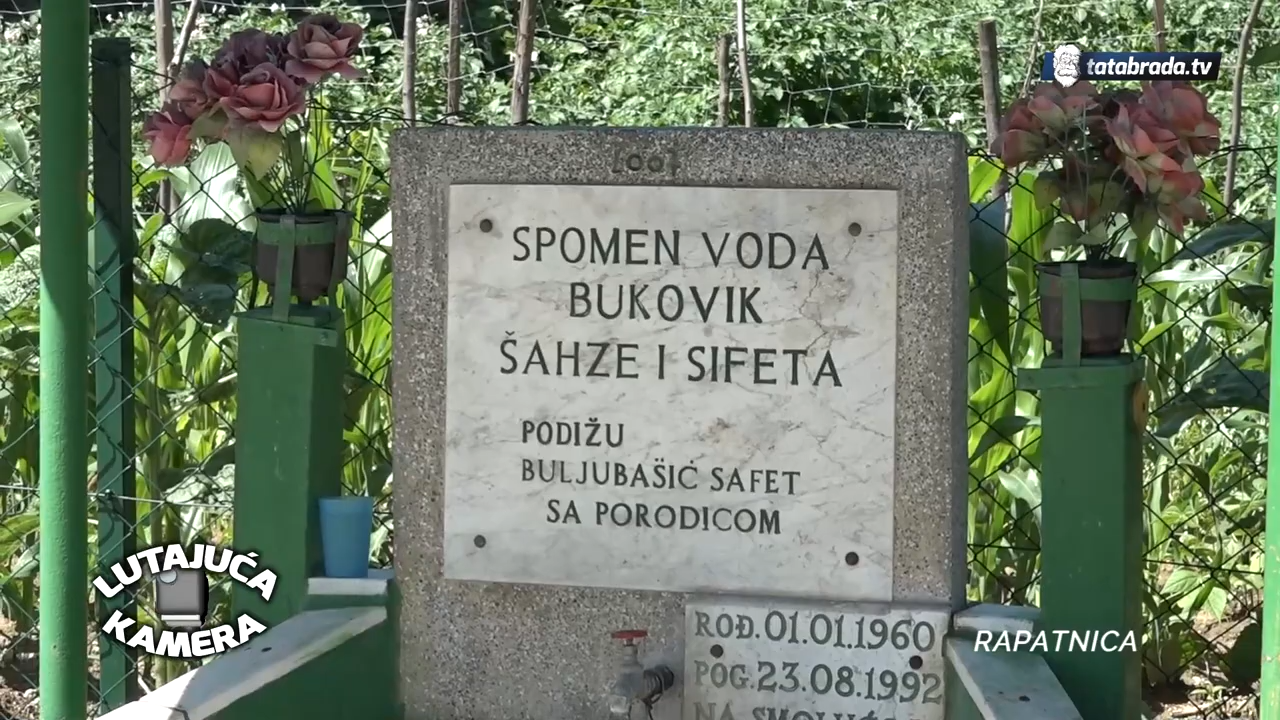 tatabrada.tv
SPOMEN VODA
BUKOVIK
ŠAHZE I SIFETA
PODIŽU
BULJUBAŠIĆ SAFET
SA PORODICOM
ROĐ.01.01.1960
POG.23.08.1992
NA
LUTAJUĆA
KAMERA
RAPATNICA